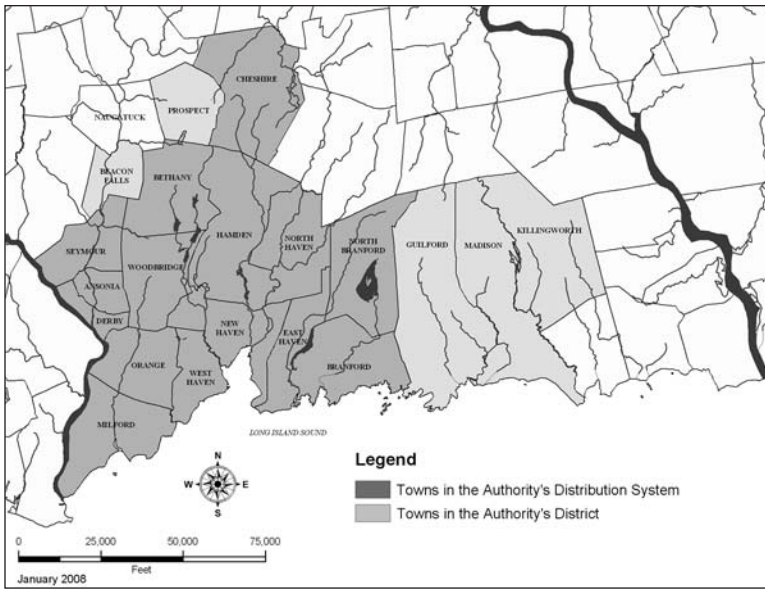 CHESHIRE
PROSPECT
NAUGATUCK
BEACON
FALLS
BETHANY
HAMDEN
NORTH
HAVEN
NORTH
BRANFORD
GUILFORD
MADISON
KILLINGWORTH
SEYMOUR
WOODBRIDGE
ANSONIA
DERBY
NEW
HAVEN
EAST
HAVEN
ORANGE
WEST
HAVEN
BRANFORD
MILFORD
LONG ISLAND SOUND
N
W E
S
Legend
Towns in the Authority's Distribution System
Towns in the Authority's District
0 25,000 50,000 75,000
Feet
January 2008